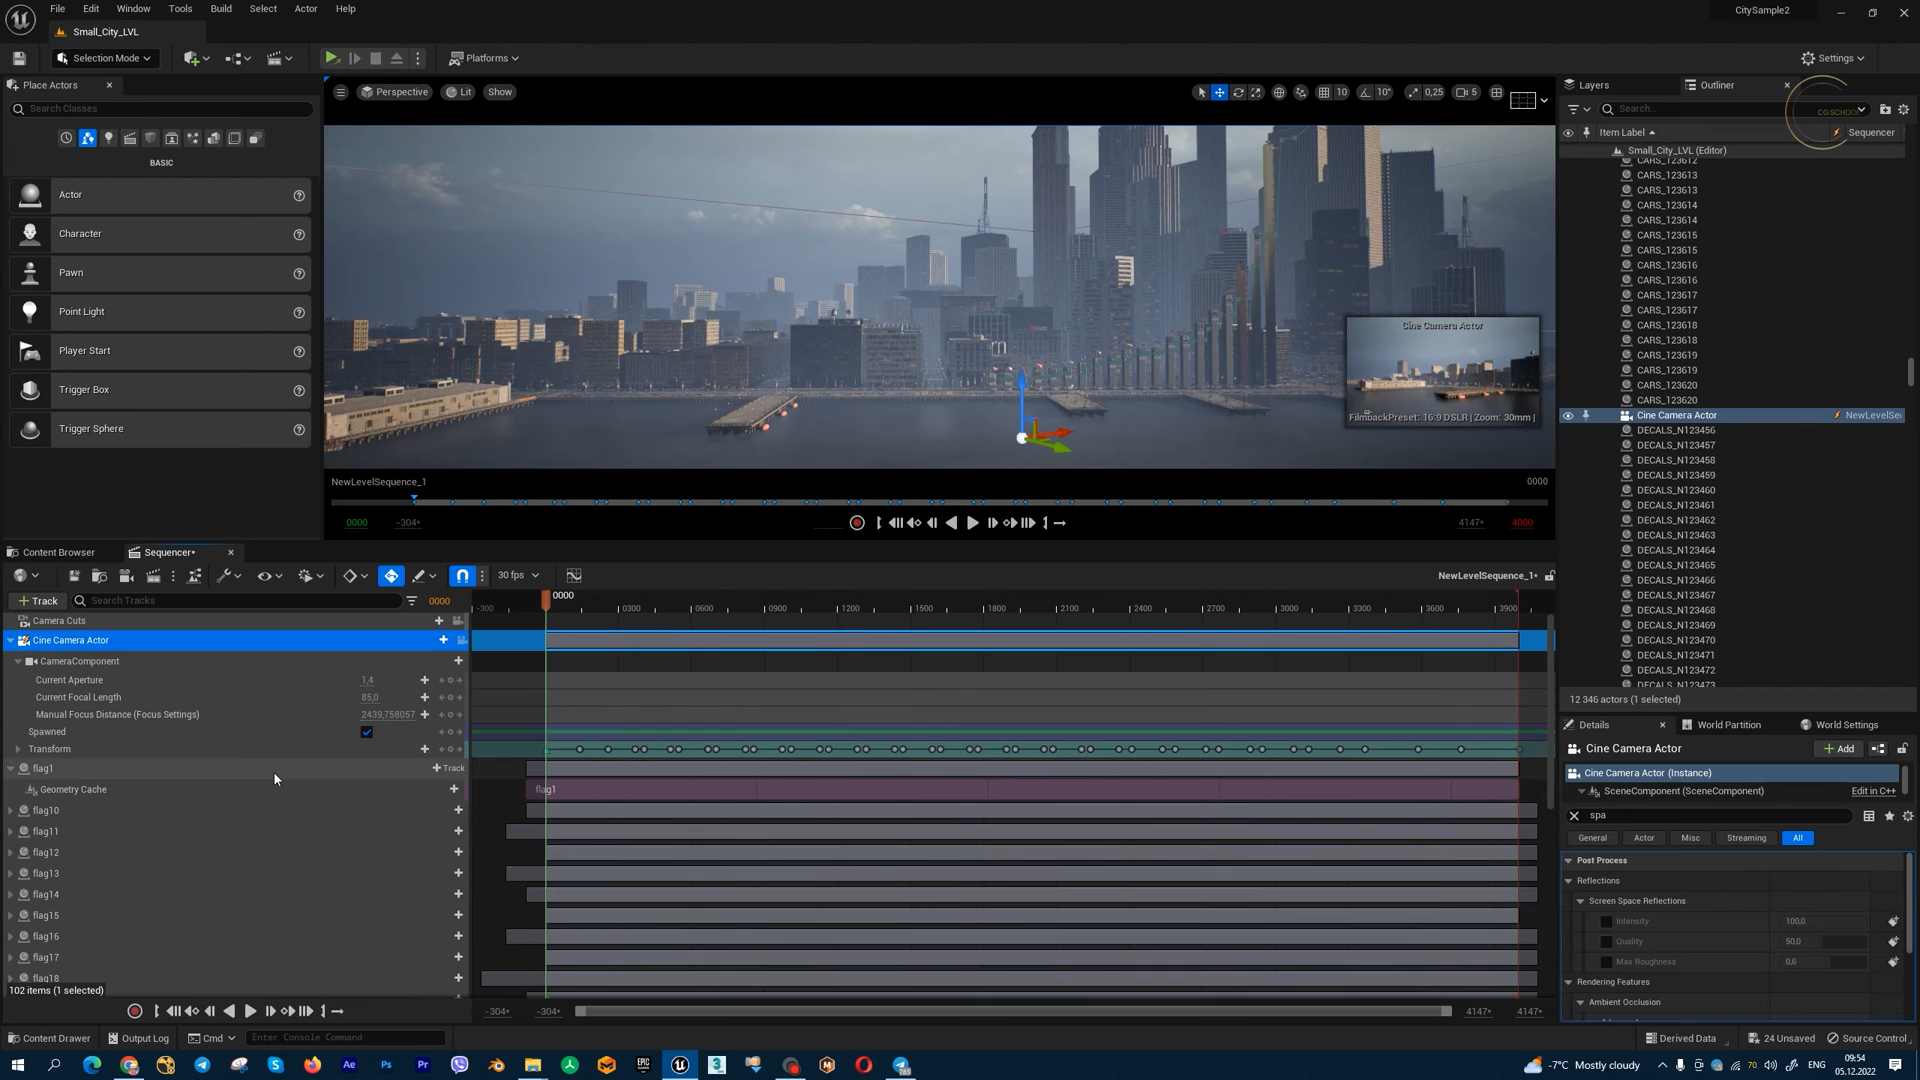 File Edit Window Tools Build Select Actor Help
CitySample2
Small_City_LVL
Selection Mode
Platforms
Settings
Place Actors
Search Classes
BASIC
Actor
Character
Pawn
Point Light
Player Start
Trigger Box
Trigger Sphere
Perspective Lit Show
10 10° 0,25 5
Cine Camera Actor
FilmbackPreset: 16:9 DSLR | Zoom: 30mm |
NewLevelSequence_1
0000
0000 -304+ 4147+ 4000
Layers Outliner
Search...
CG SCHOOL
Item Label Sequencer
Small_City_LVL (Editor)
CARS_123612
CARS_123613
CARS_123613
CARS_123614
CARS_123614
CARS_123615
CARS_123615
CARS_123616
CARS_123616
CARS_123617
CARS_123617
CARS_123618
CARS_123618
CARS_123619
CARS_123619
CARS_123620
CARS_123620
Cine Camera Actor NewLevelSe
DECALS_N123456
DECALS_N123457
DECALS_N123458
DECALS_N123459
DECALS_N123460
DECALS_N123461
DECALS_N123462
DECALS_N123463
DECALS_N123464
DECALS_N123465
DECALS_N123466
DECALS_N123467
DECALS_N123468
DECALS_N123469
DECALS_N123470
DECALS_N123471
DECALS_N123472
DECALS_N123473
12 346 actors (1 selected)
Content Browser Sequencer*
30 fps
NewLevelSequence_1*
Track
Search Tracks
0000
0000
-300 0300 0600 0900 1200 1500 1800 2100 2400 2700 3000 3300 3600 3900
Camera Cuts
Cine Camera Actor
CameraComponent
Current Aperture 1,4
Current Focal Length 85,0
Manual Focus Distance (Focus Settings) 2439,758057
Spawned
Transform
flag1 Track
Geometry Cache
flag1
flag10
flag11
flag12
flag13
flag14
flag15
flag16
flag17
flag18
102 items (1 selected)
-304+ -304+ 4147+ 4147+
Details World Partition World Settings
Cine Camera Actor
Add
Cine Camera Actor (Instance)
SceneComponent (SceneComponent) Edit in C++
spa
General Actor Misc Streaming All
Post Process
Reflections
Screen Space Reflections
Intensity 100,0
Quality 50,0
Max Roughness 0,6
Rendering Features
Ambient Occlusion
Content Drawer Output Log Cmd Enter Console Command
Derived Data 24 Unsaved Source Control
Ae Ps Pr
EPIC GAMES
3
-7°C Mostly cloudy
70
ENG
09:54
05.12.2022